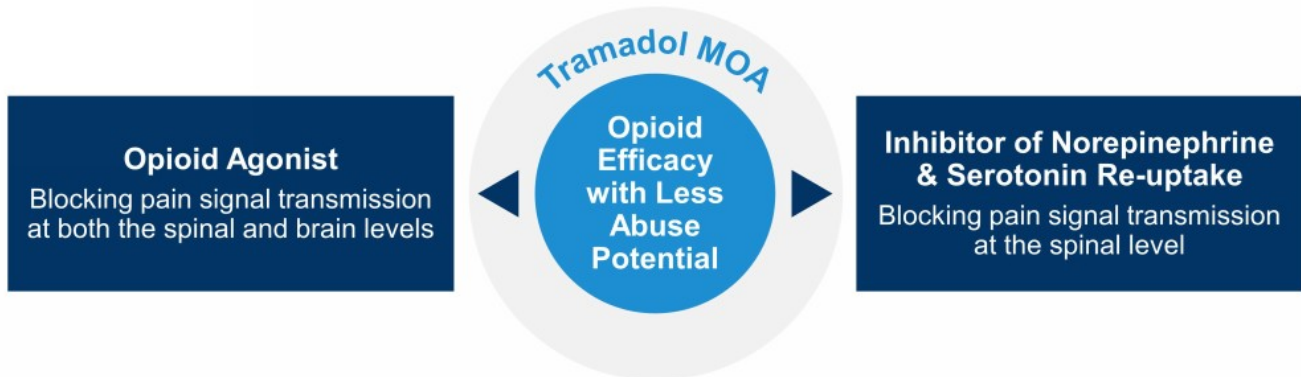 Tramadol MOA
Opioid Agonist
Blocking pain signal transmission
at both the spinal and brain levels
Opioid
Efficacy
with Less
Abuse
Potential
Inhibitor of Norepinephrine
& Serotonin Re-uptake
Blocking pain signal transmission
at the spinal level